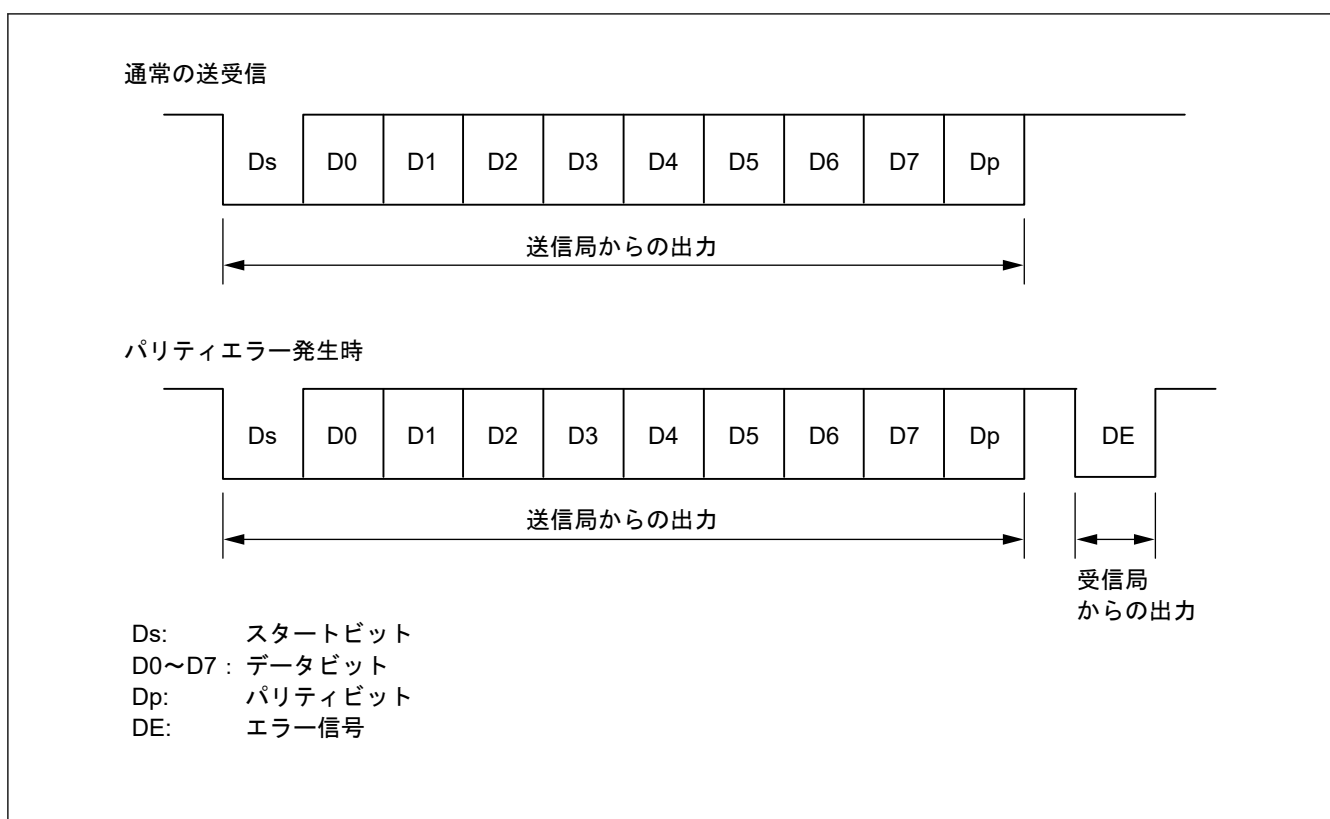 通常の送受信
Ds D0 D1 D2 D3 D4 D5 D6 D7 Dp
送信局からの出力
パリティエラー発生時
Ds D0 D1 D2 D3 D4 D5 D6 D7 Dp DE
送信局からの出力
受信局
からの出力
Ds: スタートビット
D0～D7 : データビット
Dp: パリティビット
DE: エラー信号